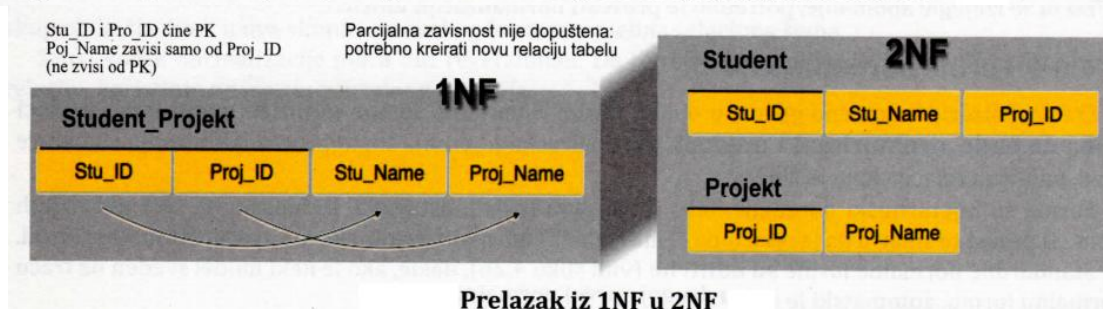 Stu_ID i Pro_ID čine PK
Poj_Name zavisi samo od Proj_ID
(ne zvisi od PK)
Parcijalna zavisnost nije dopuštena:
potrebno kreirati novu relaciju tabelu
1NF
Student_Projekt
Stu_ID Proj_ID Stu_Name Proj_Name
Student 2NF
Stu_ID Stu_Name Proj_ID
Projekt
Proj_ID Proj_Name
Prelazak iz 1NF u 2NF